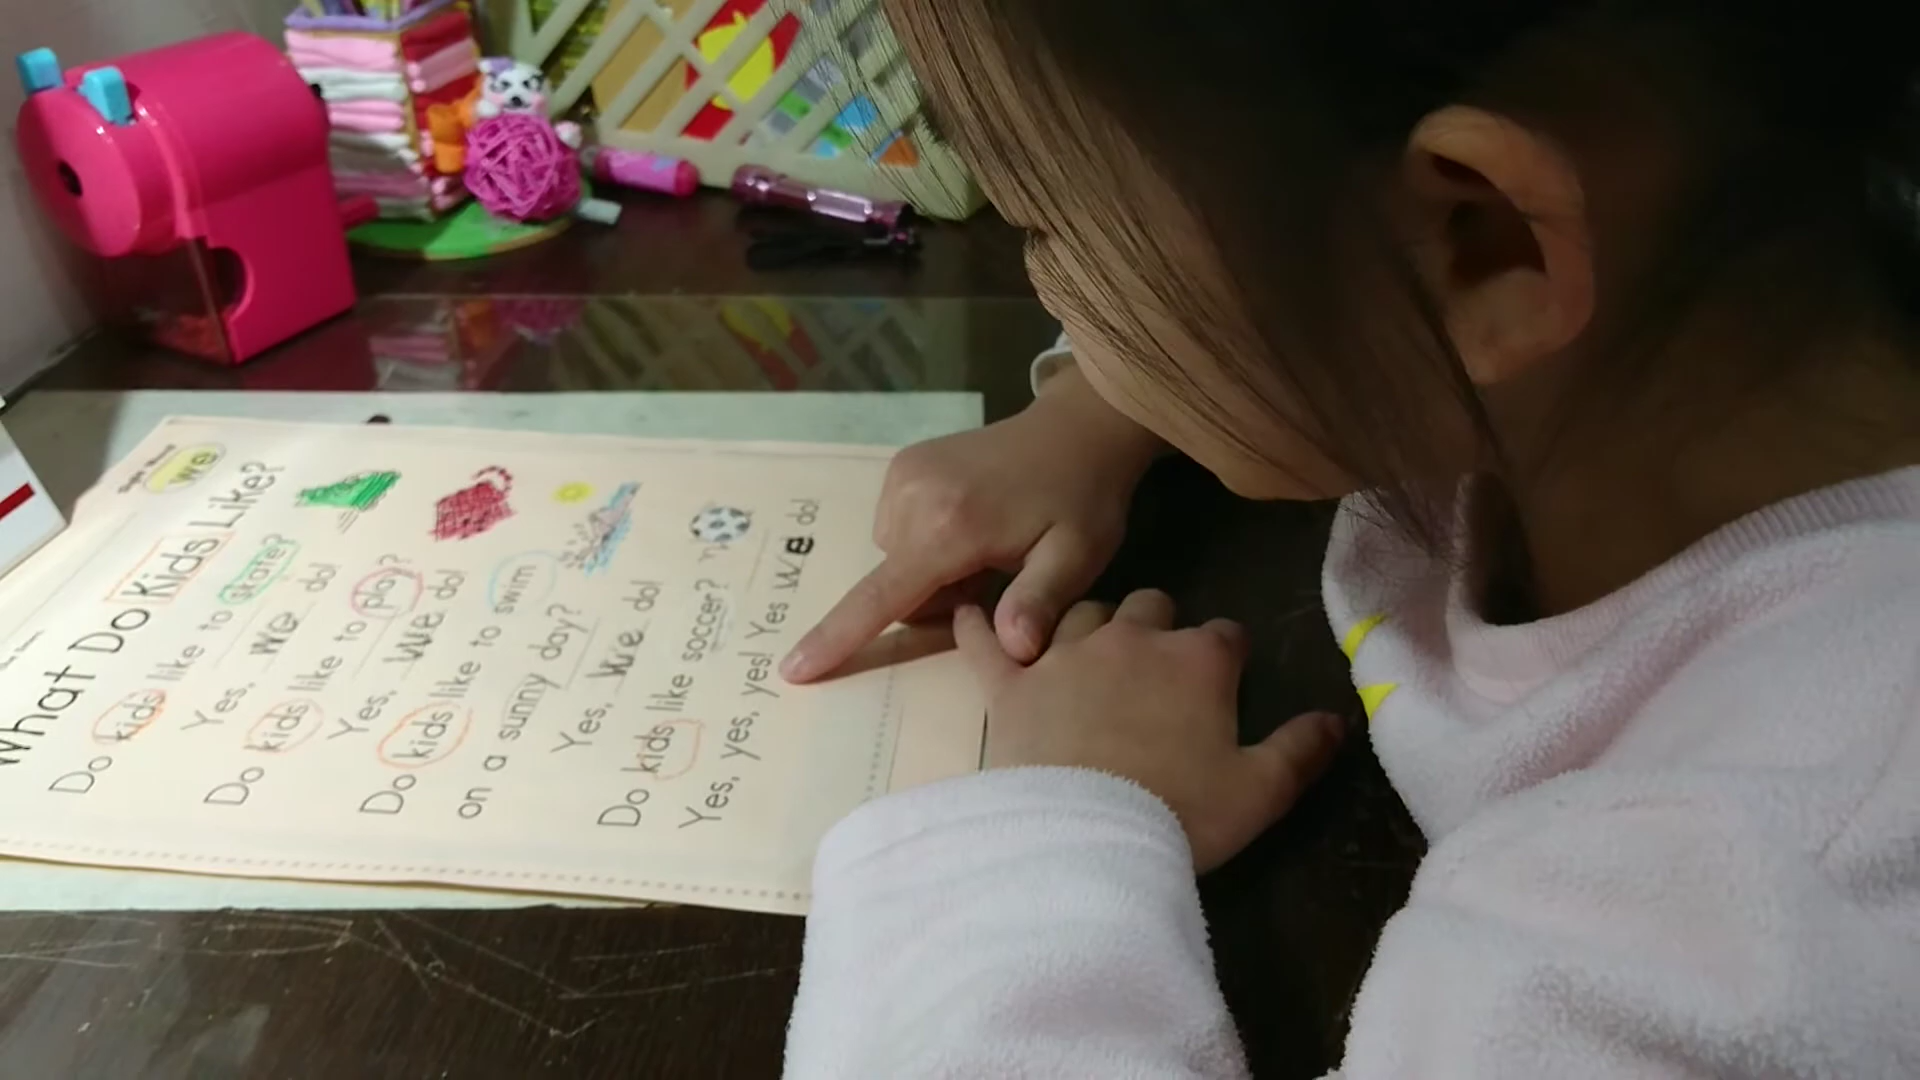 Sight Word
we
What Do Kids Like?
Do kids like to skate?
Yes, we do!
Do kids like to play?
Yes, we do!
Do kids like to swim
on a sunny day?
Yes, we do!
Do kids like soccer?
Yes, yes, yes! Yes we do!